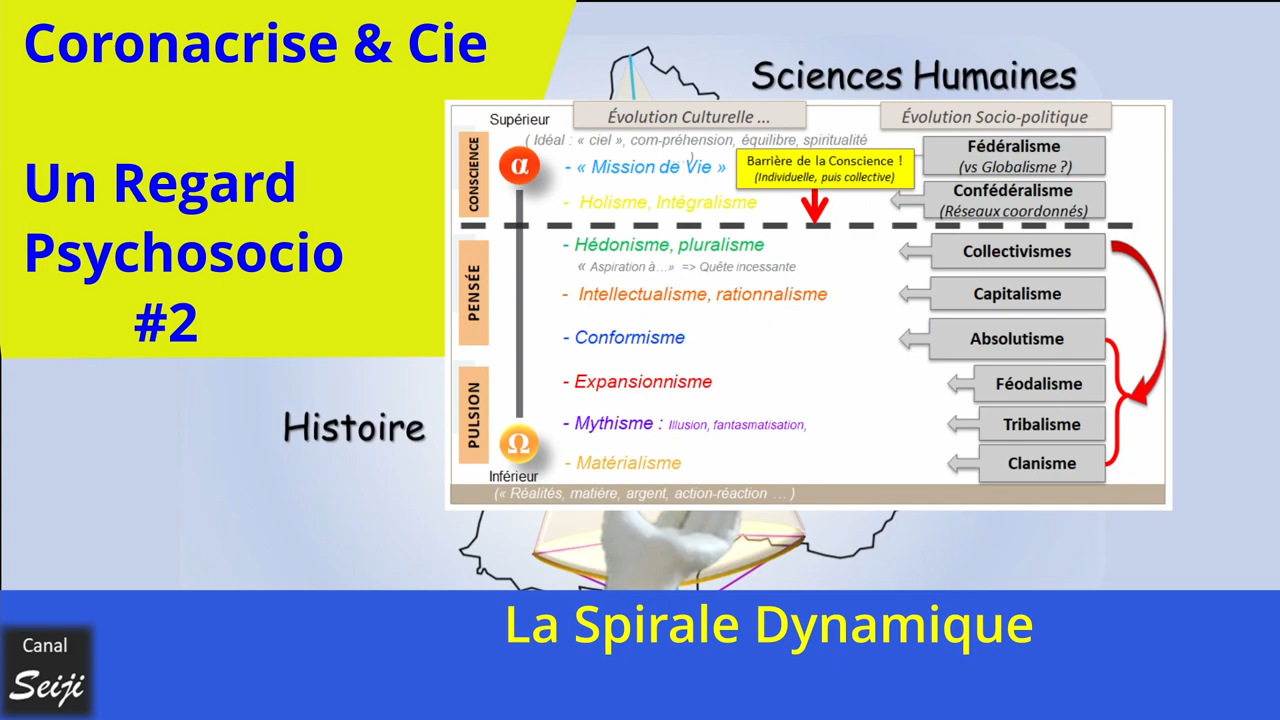 Coronacrise & Cie
Un Regard
Psychosocio
#2
Sciences Humaines
Histoire
Évolution Culturelle ...
Évolution Socio-politique
Supérieur
( Idéal : « ciel », com-préhension, équilibre, spiritualité
...)
CONSCIENCE
α
- « Mission de Vie »
Barrière de la Conscience !
(Individuelle, puis collective)
Fédéralisme
(vs Globalisme ?)
- Holisme, Intégralisme
Confédéralisme
(Réseaux coordonnés)
PENSÉE
- Hédonisme, pluralisme
« Aspiration à…» => Quête incessante
Collectivismes
- Intellectualisme, rationnalisme
Capitalisme
- Conformisme
Absolutisme
PULSION
- Expansionnisme
Féodalisme
- Mythisme : Illusion, fantasmatisation,
Tribalisme
Ω
- Matérialisme
Clanisme
Inférieur
(« Réalités, matière, argent, action-réaction … )
La Spirale Dynamique
Canal
Seiji